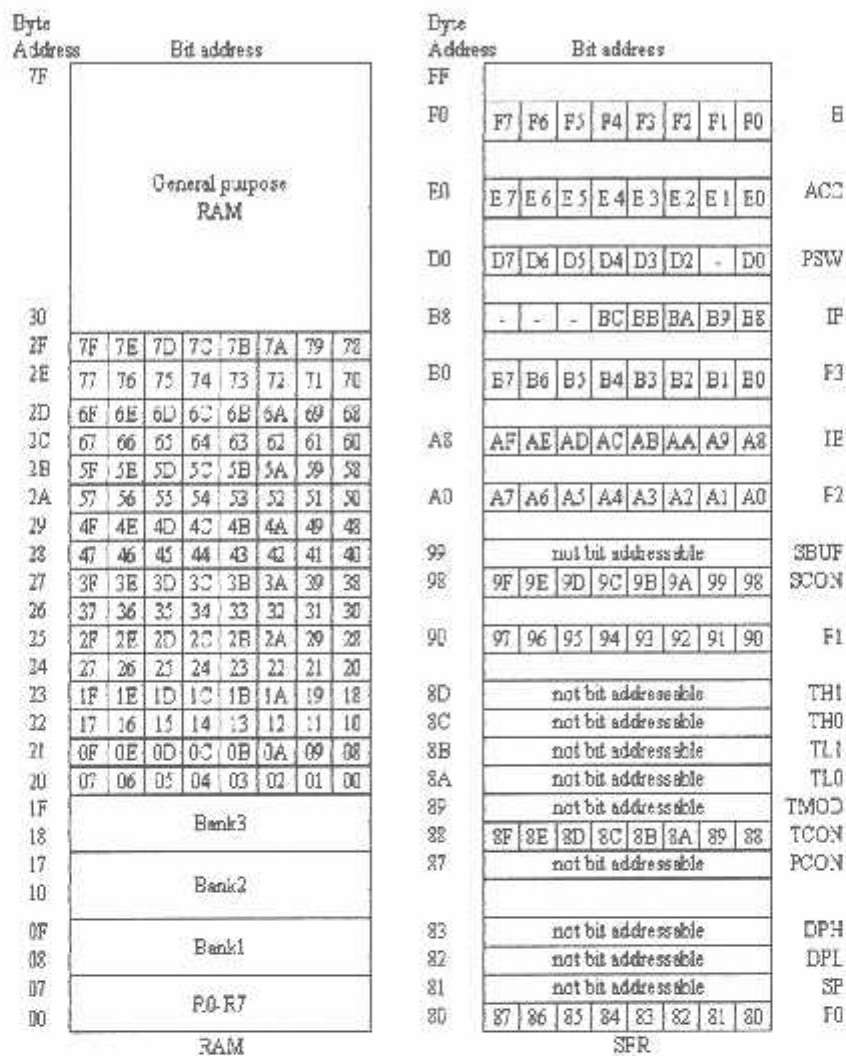 Byte
Address Bit address
7F
General purpose
RAM
30
2F 7F 7E 7D 7C 7B 7A 79 78
2E 77 76 75 74 73 72 71 70
2D 6F 6E 6D 6C 6B 6A 69 68
2C 67 66 65 64 63 62 61 60
2B 5F 5E 5D 5C 5B 5A 59 58
2A 57 56 55 54 53 52 51 50
29 4F 4E 4D 4C 4B 4A 49 48
28 47 46 45 44 43 42 41 40
27 3F 3E 3D 3C 3B 3A 39 38
26 37 36 35 34 33 32 31 30
25 2F 2E 2D 2C 2B 2A 29 28
24 27 26 25 24 23 22 21 20
23 1F 1E 1D 1C 1B 1A 19 18
22 17 16 15 14 13 12 11 10
21 0F 0E 0D 0C 0B 0A 09 08
20 07 06 05 04 03 02 01 00
1F
Bank3
18
17
Bank2
10
0F
Bank1
08
07
R0-R7
00
RAM
Byte
Address Bit address
FF
F0 F7 F6 F5 F4 F3 F2 F1 F0 B
E0 E7 E6 E5 E4 E3 E2 E1 E0 ACC
D0 D7 D6 D5 D4 D3 D2 - D0 PSW
B8 - - - BC BB BA B9 B8 IP
B0 B7 B6 B5 B4 B3 B2 B1 B0 P3
A8 AF AE AD AC AB AA A9 A8 IE
A0 A7 A6 A5 A4 A3 A2 A1 A0 P2
99 not bit addressable SBUF
98 9F 9E 9D 9C 9B 9A 99 98 SCON
90 97 96 95 94 93 92 91 90 P1
8D not bit addressable TH1
8C not bit addressable TH0
8B not bit addressable TL1
8A not bit addressable TL0
89 not bit addressable TMOD
88 8F 8E 8D 8C 8B 8A 89 88 TCON
87 not bit addressable PCON
83 not bit addressable DPH
82 not bit addressable DPL
81 not bit addressable SP
80 87 86 85 84 83 82 81 80 P0
SFR